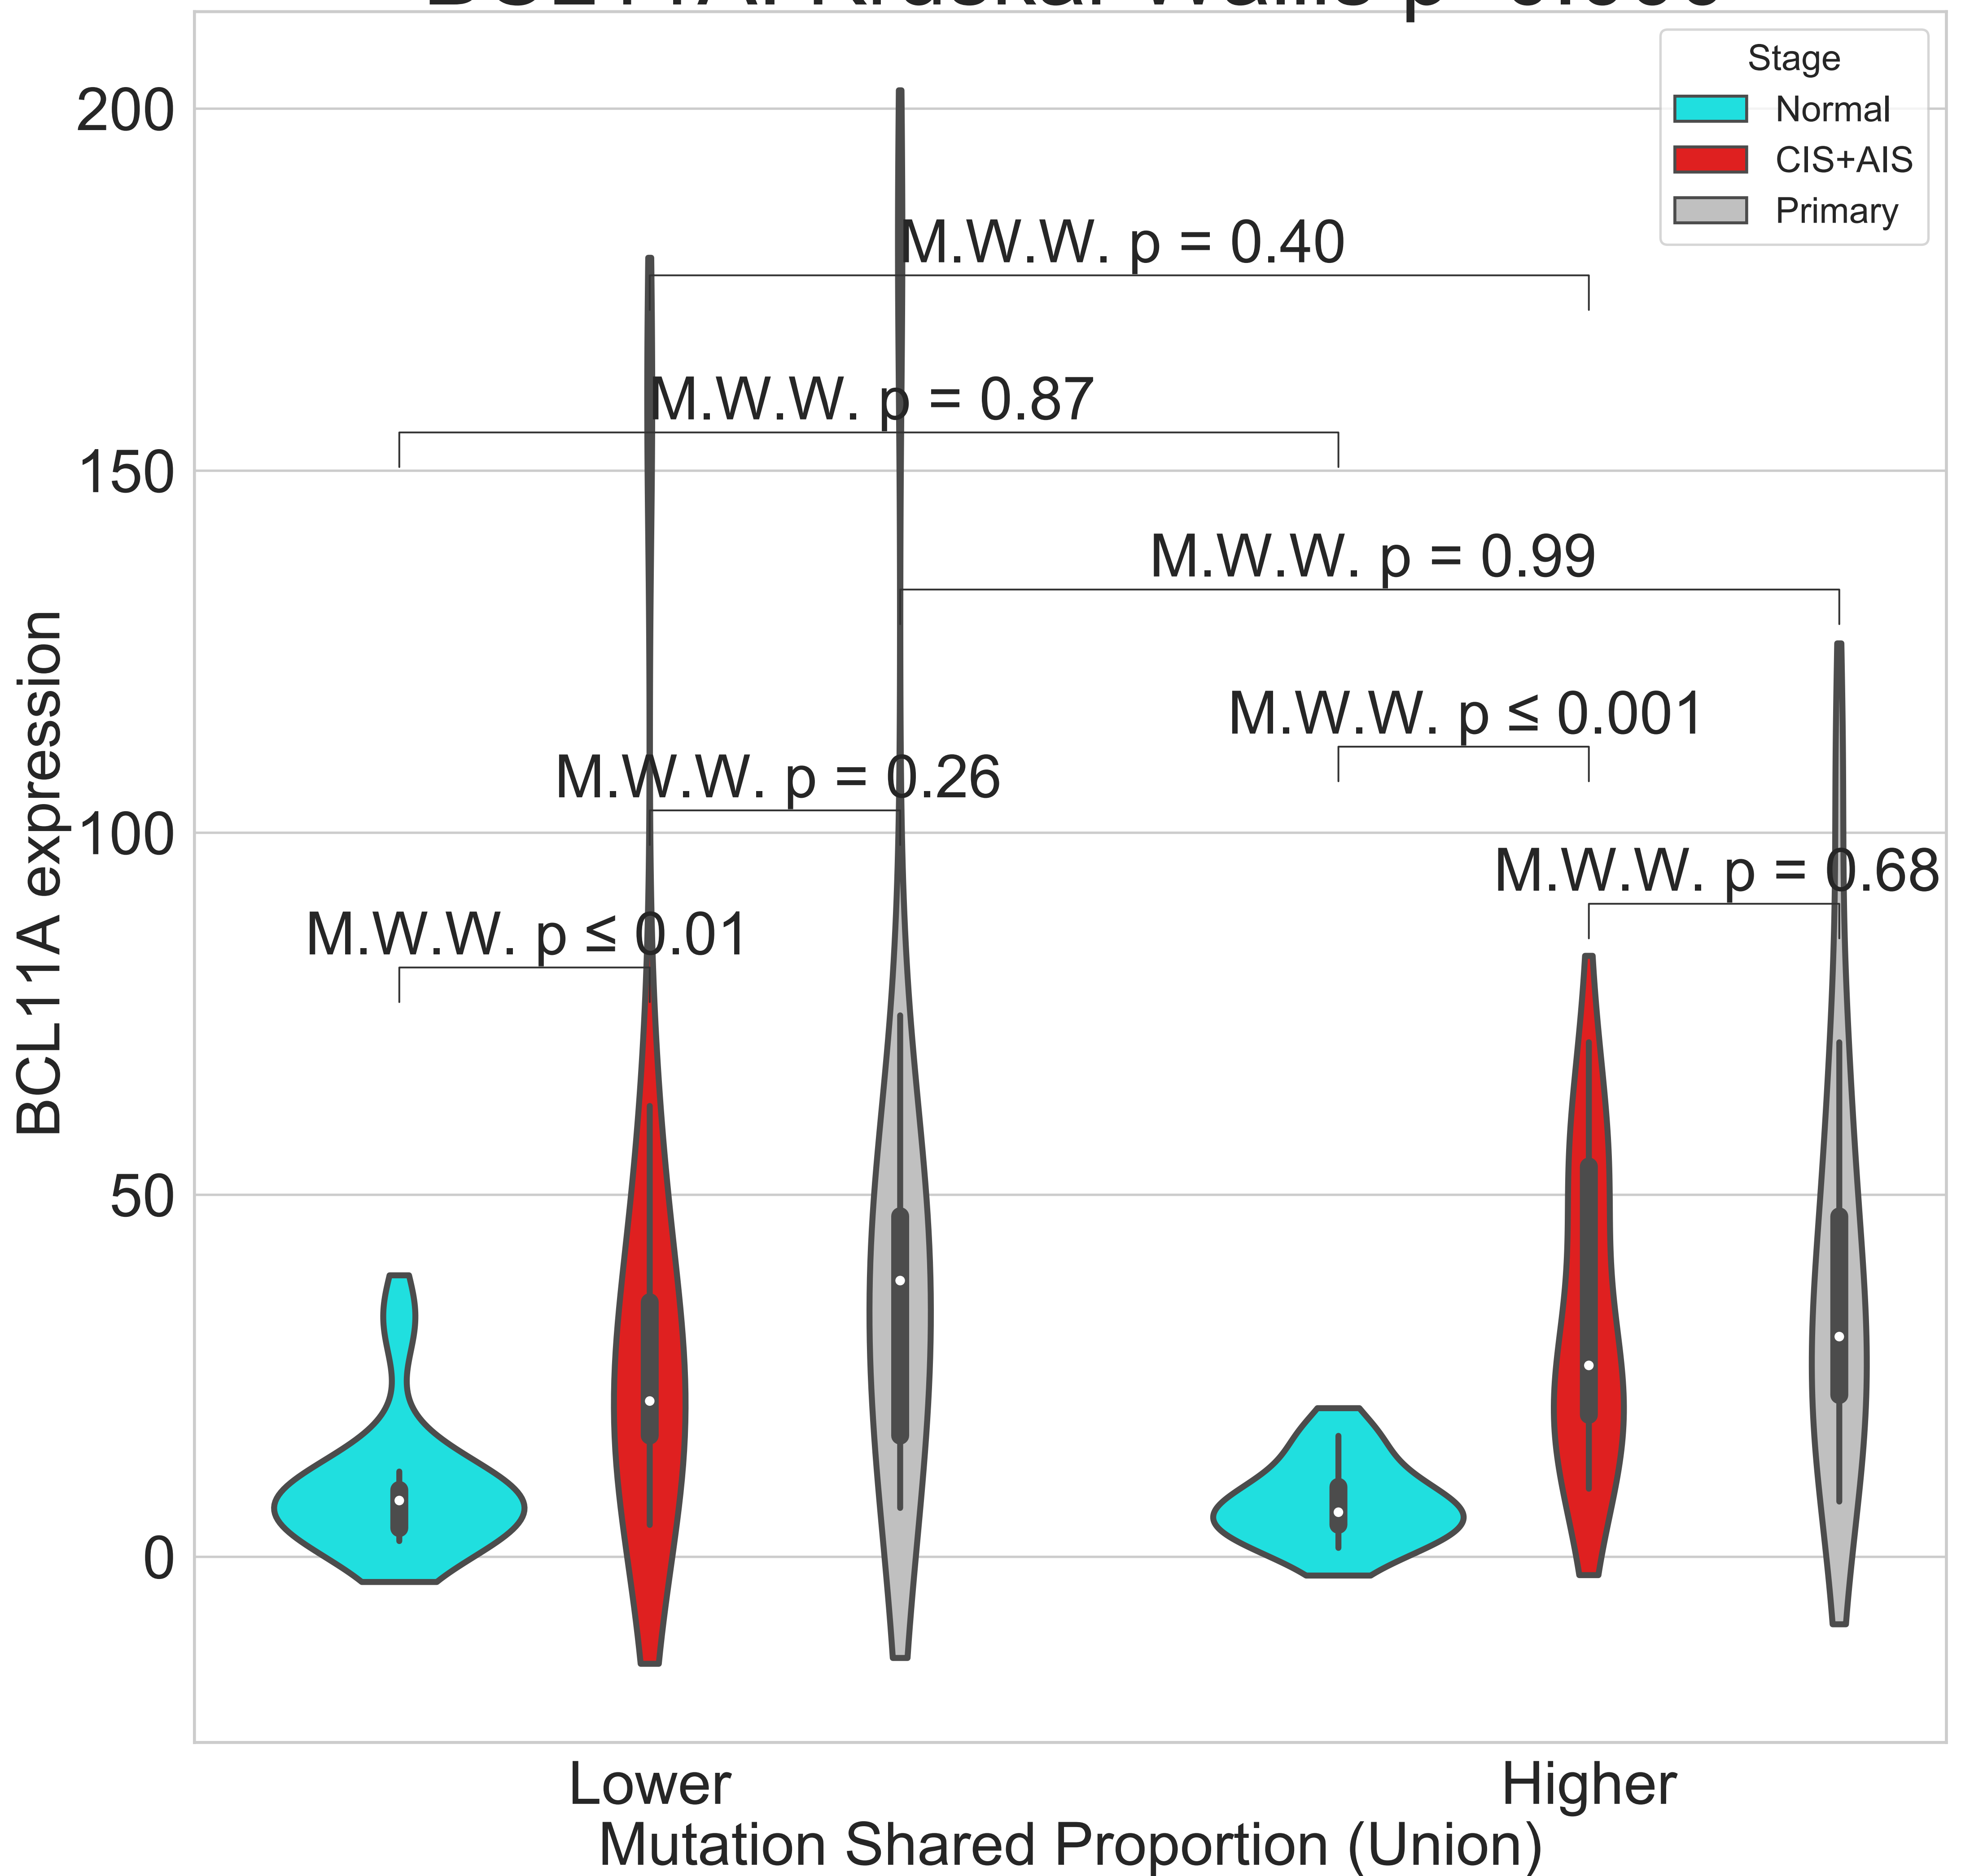 Stage
Normal
CIS+AIS
Primary
200
150
100
50
0
BCL11A expression
M.W.W. p = 0.40
M.W.W. p = 0.87
M.W.W. p = 0.99
M.W.W. p ≤ 0.001
M.W.W. p = 0.26
M.W.W. p = 0.68
M.W.W. p ≤ 0.01
Lower
Higher
Mutation Shared Proportion (Union)